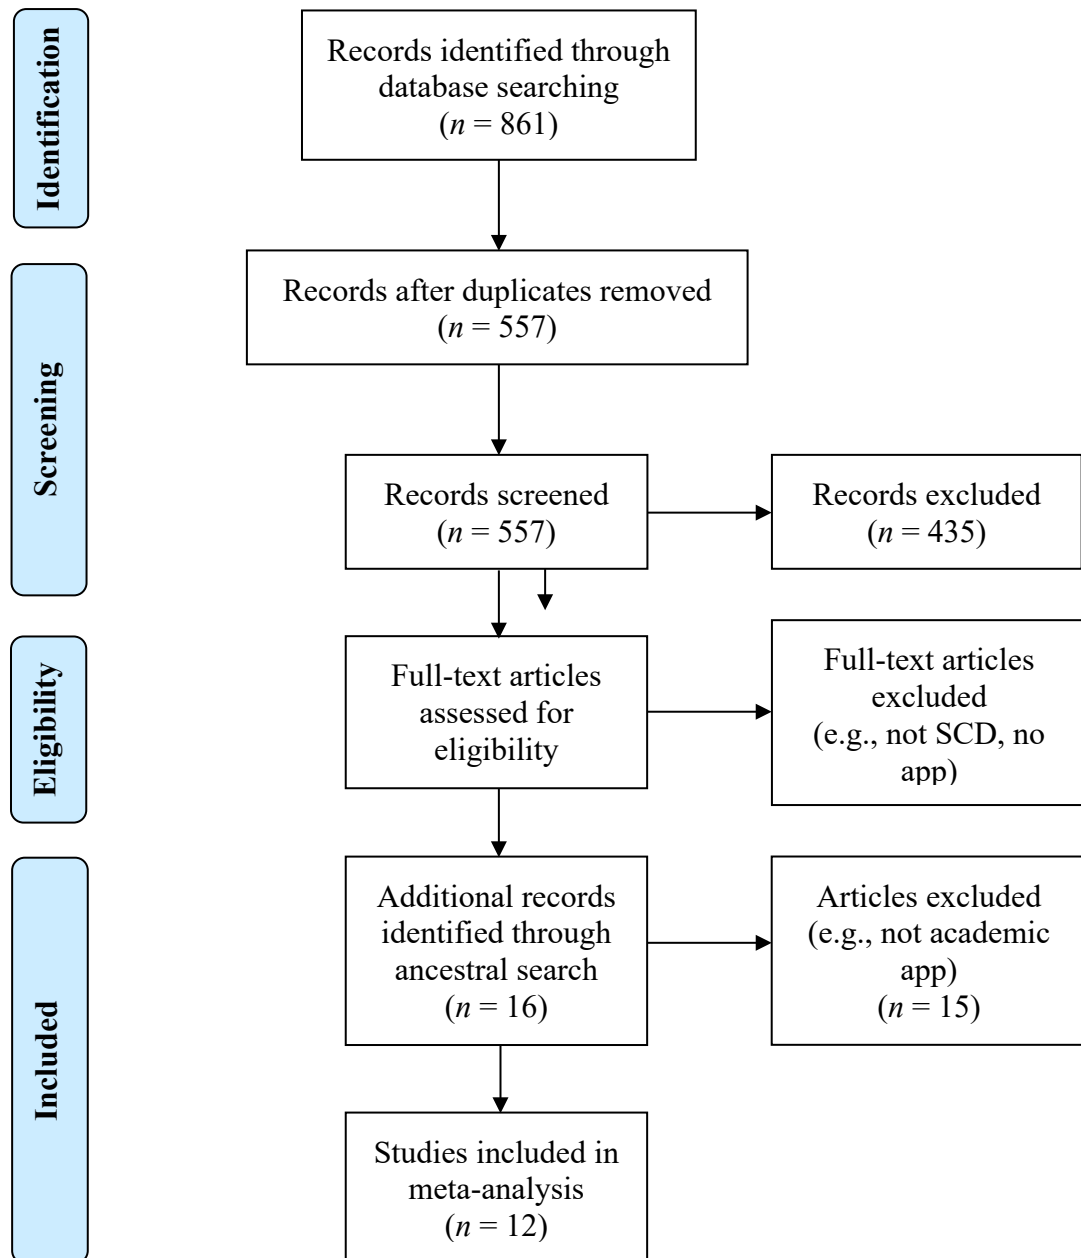 Identification
Records identified through
database searching
(n = 861)
Screening
Records after duplicates removed
(n = 557)
Records screened
(n = 557)
Records excluded
(n = 435)
Eligibility
Full-text articles
assessed for
eligibility
Full-text articles
excluded
(e.g., not SCD, no
app)
Included
Additional records
identified through
ancestral search
(n = 16)
Articles excluded
(e.g., not academic
app)
(n = 15)
Studies included in
meta-analysis
(n = 12)